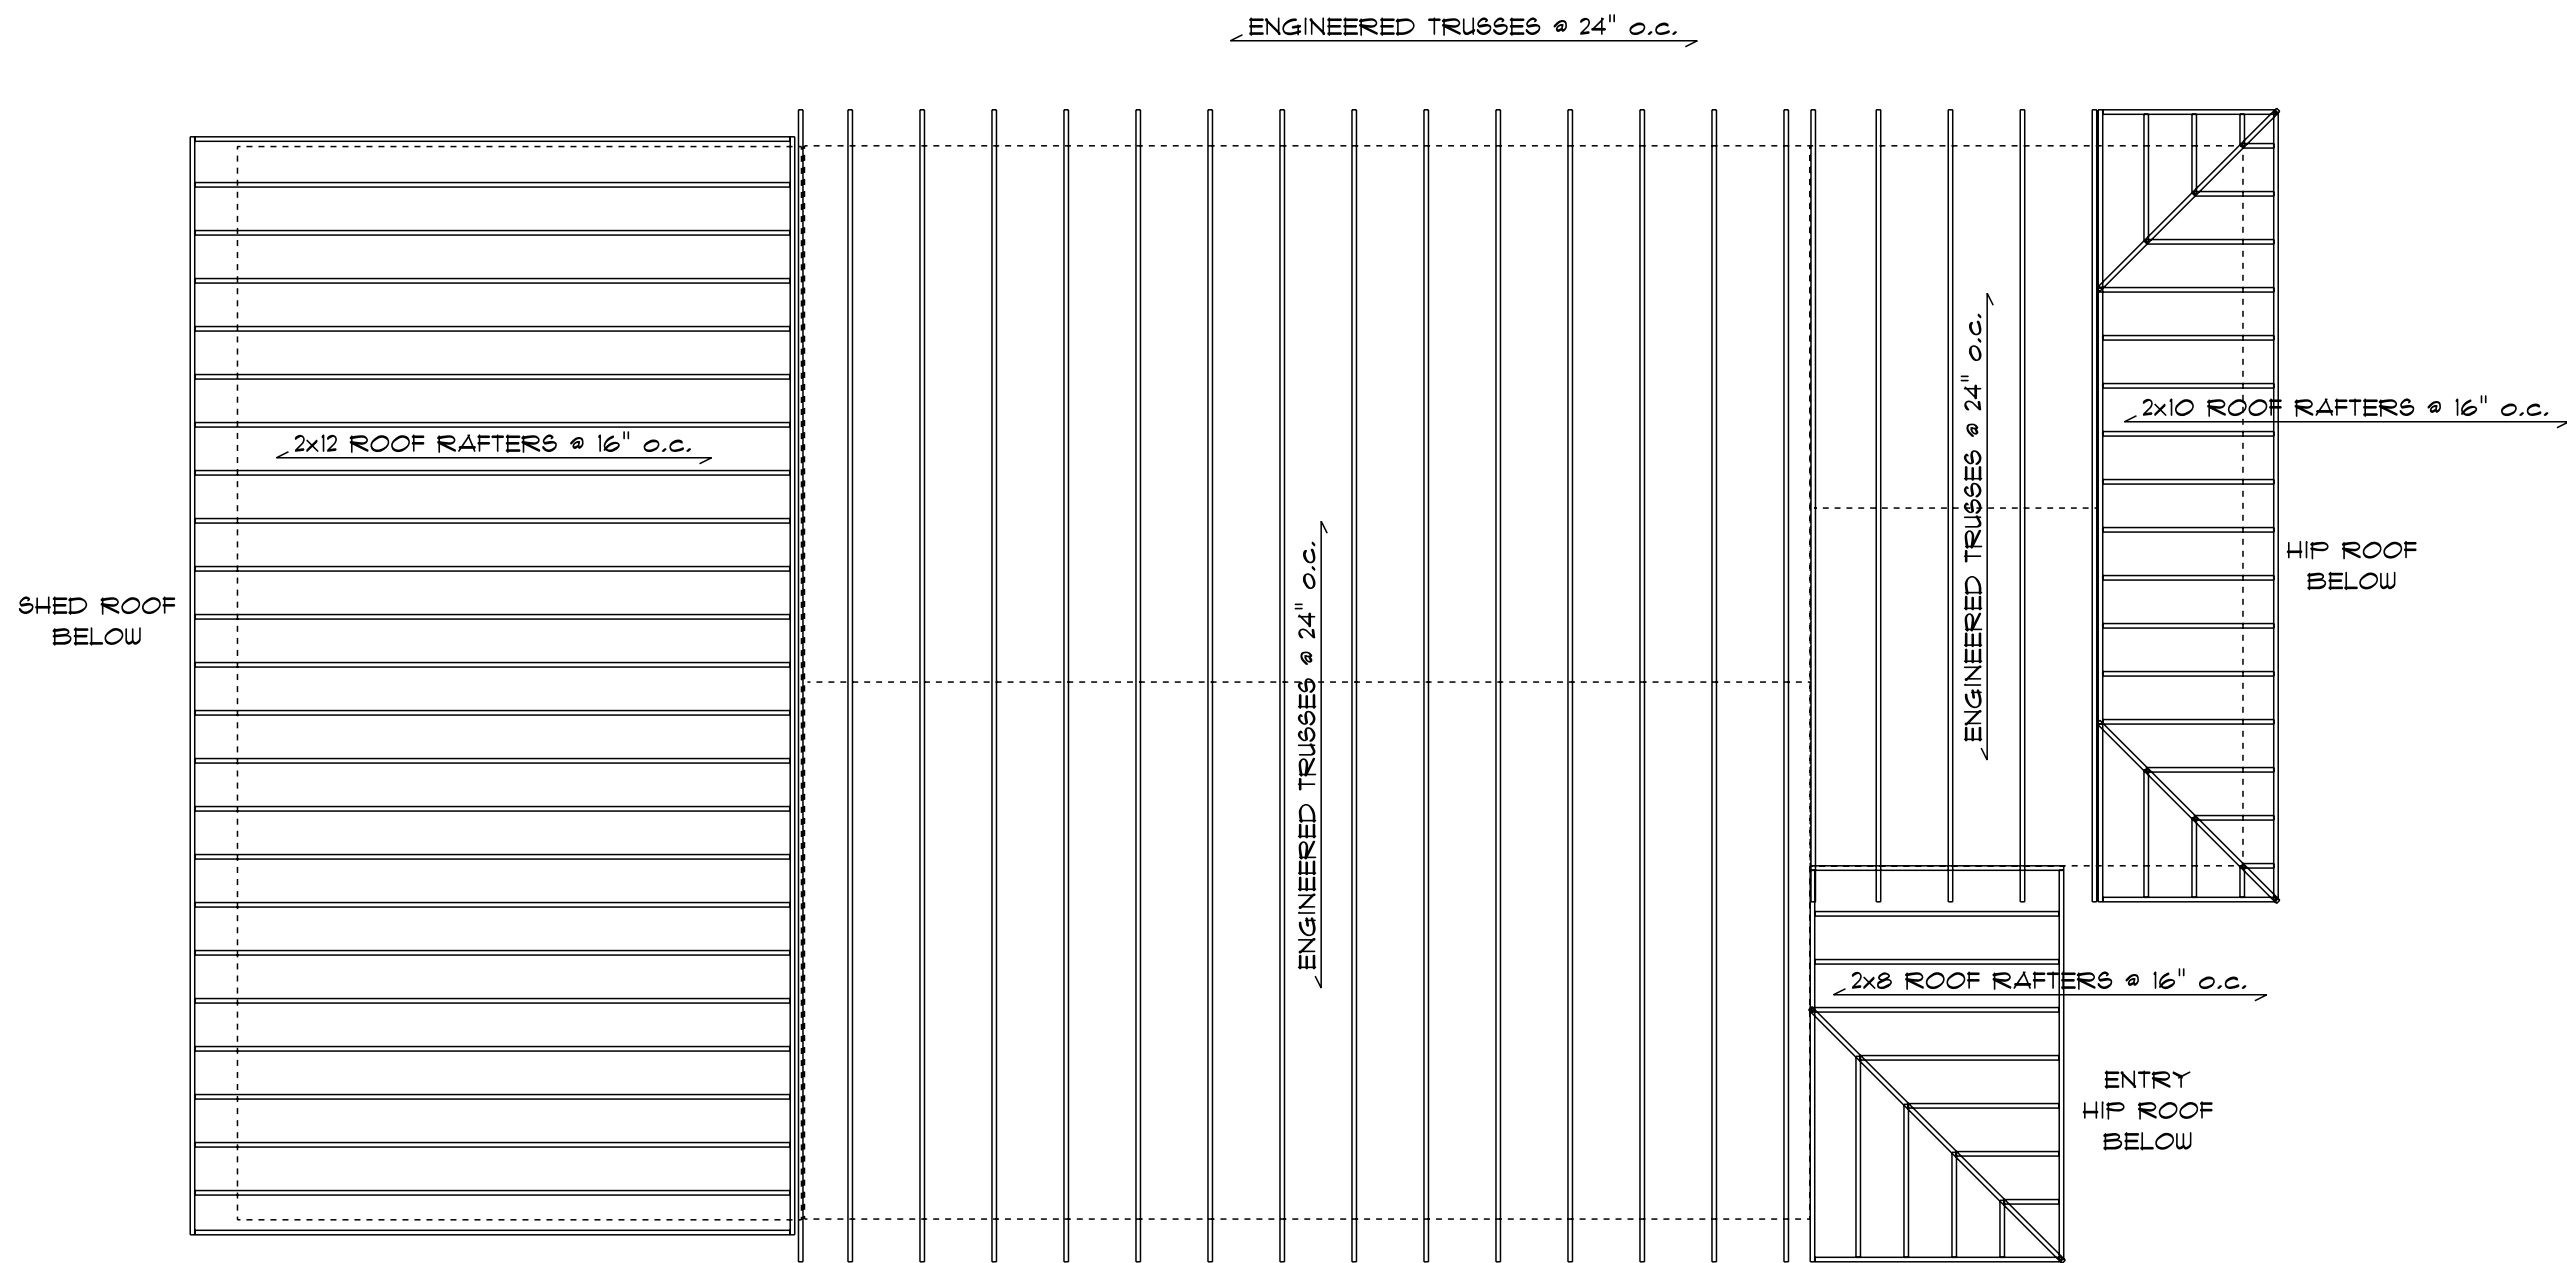 ENGINEERED TRUSSES @ 24" O.C.
2x12 ROOF RAFTERS @ 16" O.C.
SHED ROOF
BELOW
ENGINEERED TRUSSES @ 24" O.C.
ENGINEERED TRUSSES @ 24" O.C.
2x10 ROOF RAFTERS @ 16" O.C.
HIP ROOF
BELOW
2x8 ROOF RAFTERS @ 16" O.C.
ENTRY
HIP ROOF
BELOW